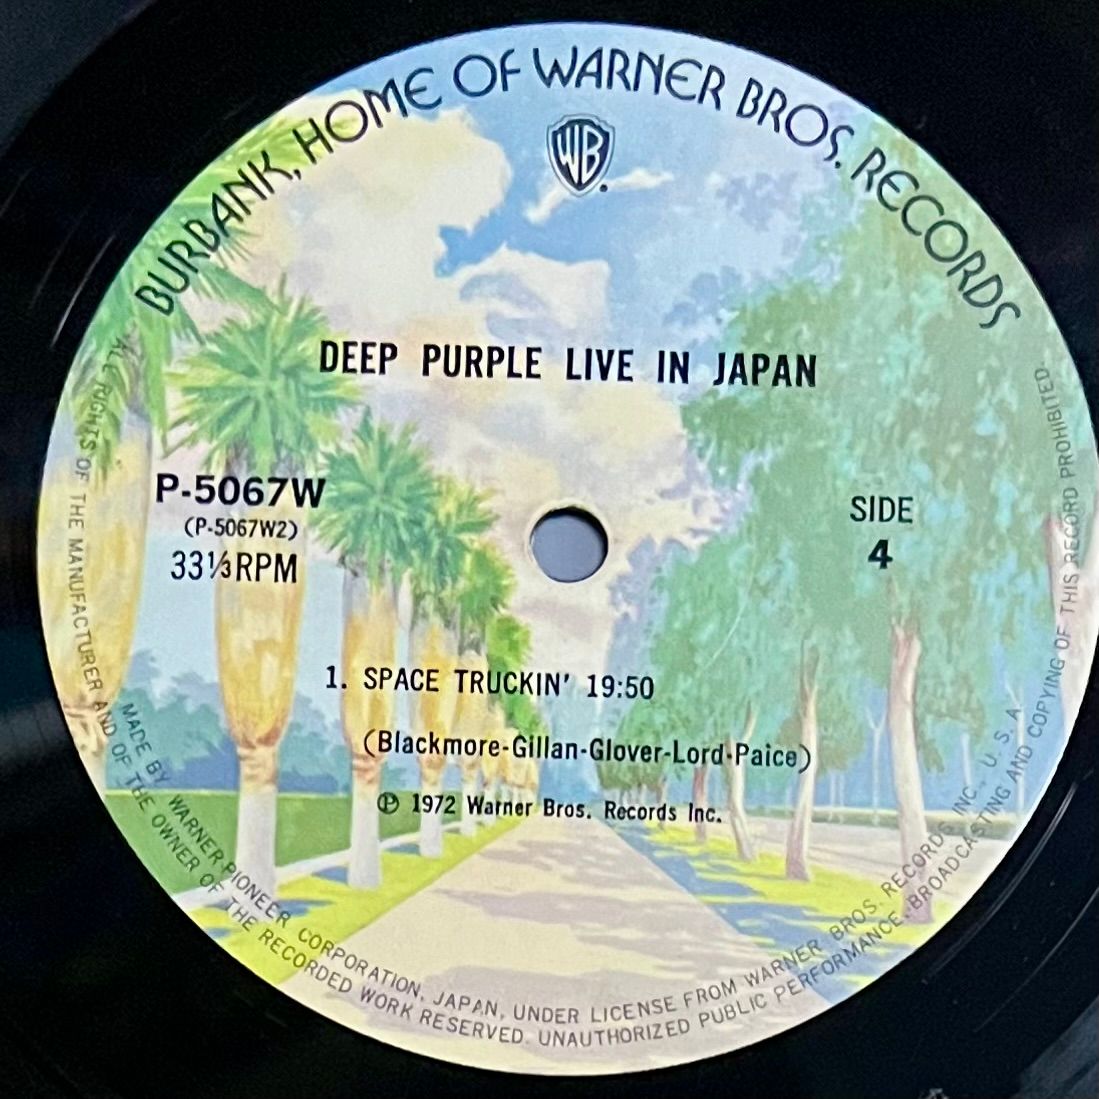 BURBANK, HOME OF WARNER BROS. RECORDS
WB
DEEP PURPLE LIVE IN JAPAN
P-5067W
(P-5067W2)
33⅓RPM
SIDE
4
1. SPACE TRUCKIN' 19:50
(Blackmore-Gillan-Glover-Lord-Paice)
℗ 1972 Warner Bros. Records Inc.
MADE BY WARNER-PIONEER CORPORATION, JAPAN, UNDER LICENSE FROM WARNER BROS. RECORDS INC., U. S. A
ALL RIGHTS OF THE MANUFACTURER AND OF THE OWNER OF THE RECORDED WORK RESERVED. UNAUTHORIZED PUBLIC PERFORMANCE, BROADCASTING AND COPYING OF THIS RECORD PROHIBITED.